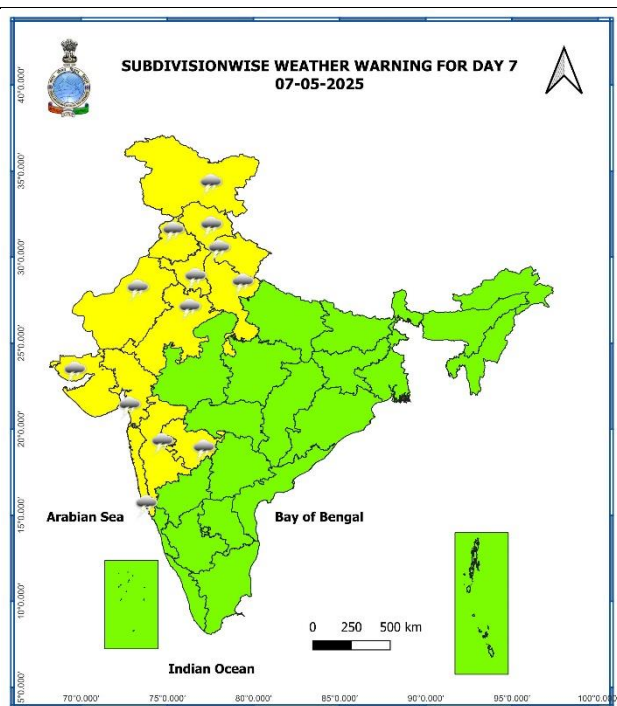 SUBDIVISIONWISE WEATHER WARNING FOR DAY 7
07-05-2025
40°0.000'
35°0.000'
30°0.000'
25°0.000'
20°0.000'
15°0.000'
10°0.000'
5°0.000'
Arabian Sea
Bay of Bengal
0 250 500 km
Indian Ocean
70°0.000' 75°0.000' 80°0.000' 85°0.000' 90°0.000' 95°0.000' 100°0.000'